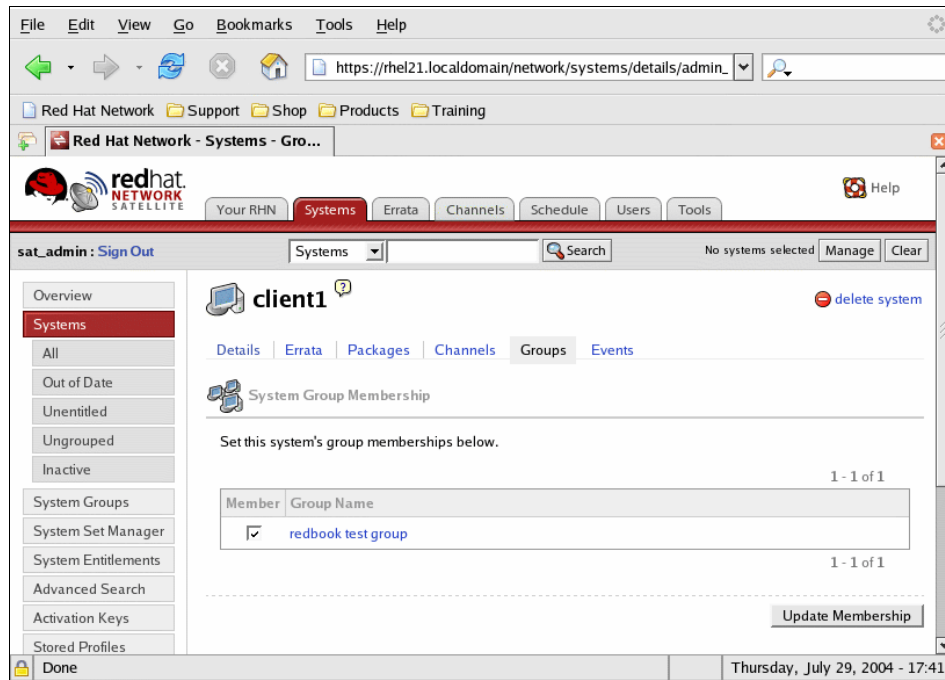 File Edit View Go Bookmarks Tools Help
https://rhel21.localdomain/network/systems/details/admin_
Red Hat Network Support Shop Products Training
Red Hat Network - Systems - Gro...
redhat.
NETWORK
SATELLITE
Your RHN Systems Errata Channels Schedule Users Tools
Help
sat_admin : Sign Out Systems Search No systems selected Manage Clear
Overview
Systems
All
Out of Date
Unentitled
Ungrouped
Inactive
System Groups
System Set Manager
System Entitlements
Advanced Search
Activation Keys
Stored Profiles
client1 ?
delete system
Details Errata Packages Channels Groups Events
System Group Membership
Set this system's group memberships below.
1 - 1 of 1
Member Group Name
redbook test group
1 - 1 of 1
Update Membership
Done Thursday, July 29, 2004 - 17:41